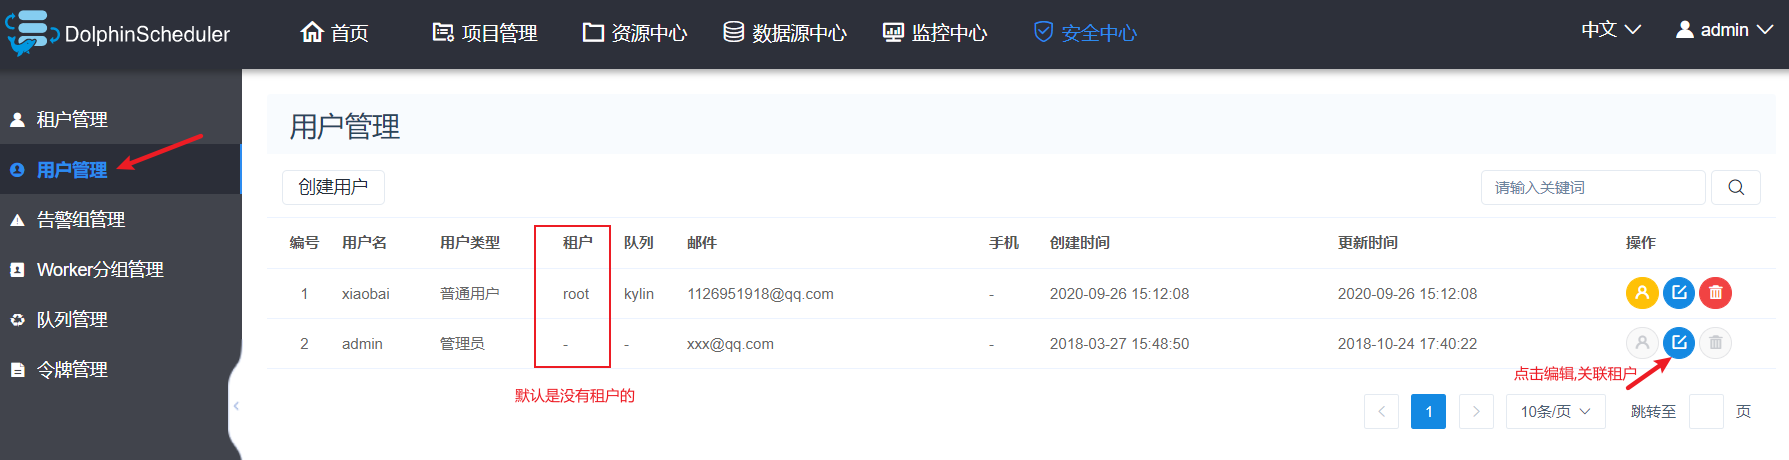 DolphinScheduler 首页 项目管理 资源中心 数据源中心 监控中心 安全中心 中文 admin
租户管理
用户管理
告警组管理
Worker分组管理
队列管理
令牌管理
用户管理
创建用户 请输入关键词
编号 用户名 用户类型 租户 队列 邮件 手机 创建时间 更新时间 操作
1 xiaobai 普通用户 root kylin 1126951918@qq.com - 2020-09-26 15:12:08 2020-09-26 15:12:08
2 admin 管理员 - - xxx@qq.com - 2018-03-27 15:48:50 2018-10-24 17:40:22
点击编辑,关联租户
默认是没有租户的
1 10条/页 跳转至 页